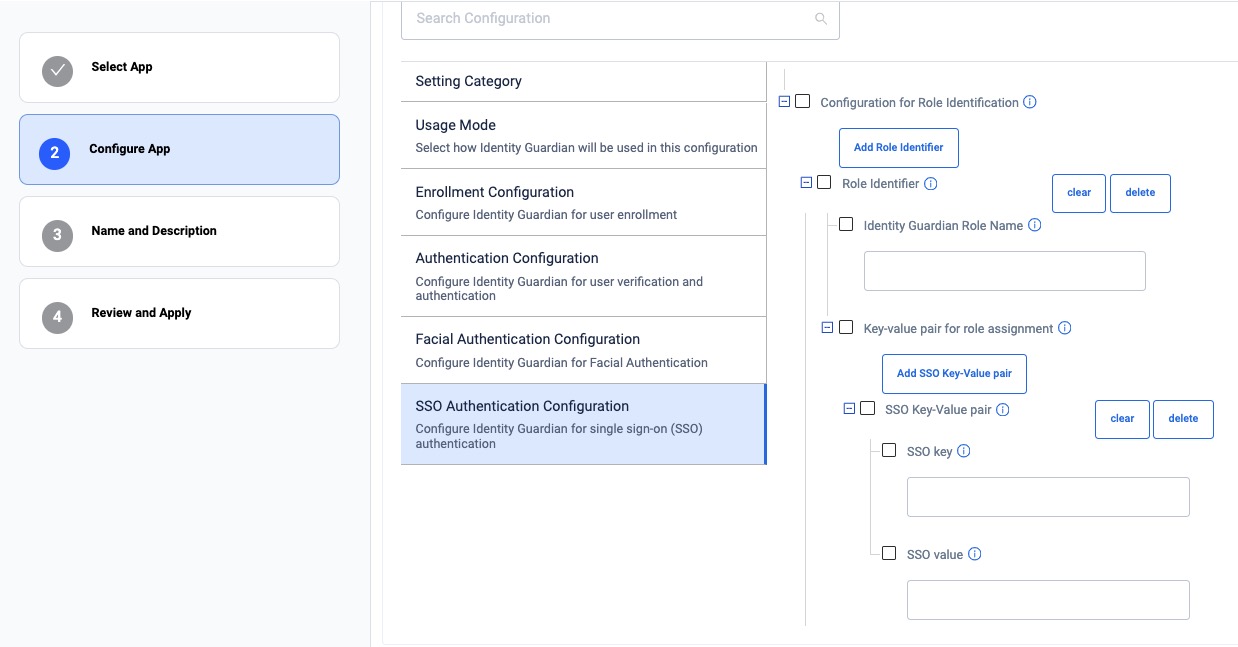 Search Configuration
Select App
2
Configure App
3
Name and Description
4
Review and Apply
Setting Category
Usage Mode
Select how Identity Guardian will be used in this configuration
Enrollment Configuration
Configure Identity Guardian for user enrollment
Authentication Configuration
Configure Identity Guardian for user verification and
authentication
Facial Authentication Configuration
Configure Identity Guardian for Facial Authentication
SSO Authentication Configuration
Configure Identity Guardian for single sign-on (SSO)
authentication
Configuration for Role Identification
Add Role Identifier
Role Identifier
clear
delete
Identity Guardian Role Name
Key-value pair for role assignment
Add SSO Key-Value pair
SSO Key-Value pair
clear
delete
SSO key
SSO value